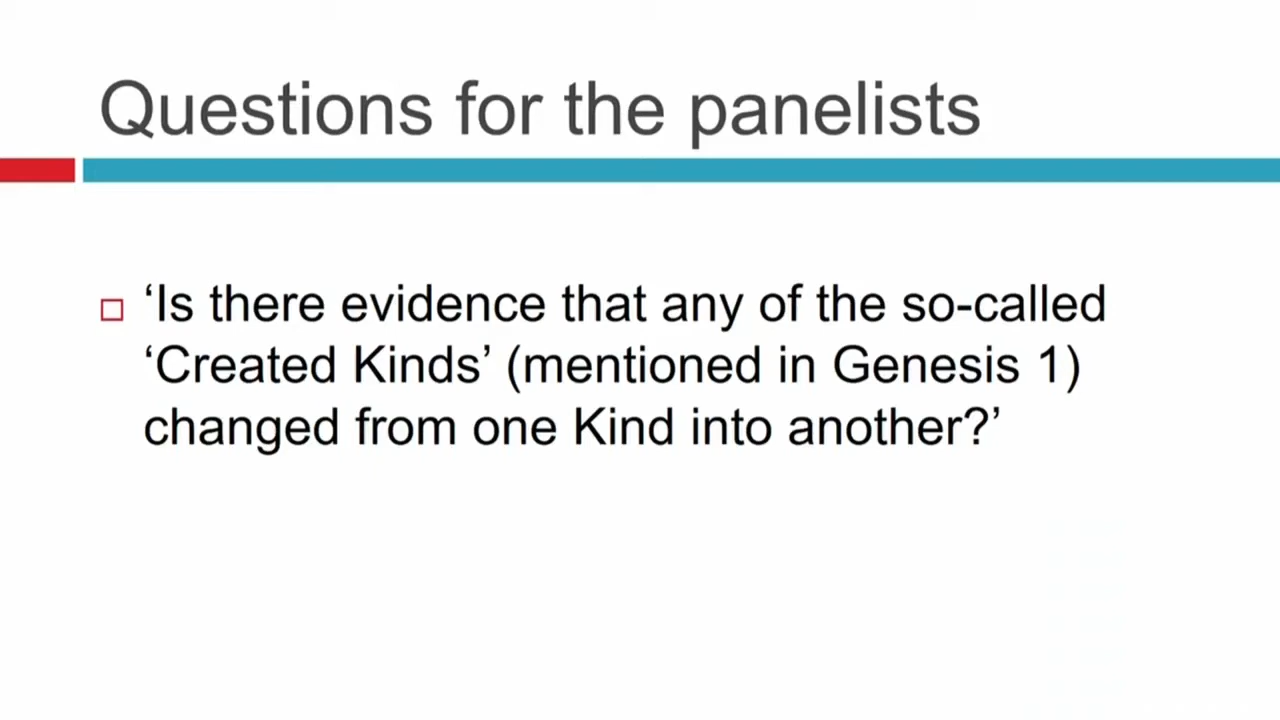 Questions for the panelists
‘Is there evidence that any of the so-called
‘Created Kinds’ (mentioned in Genesis 1)
changed from one Kind into another?’